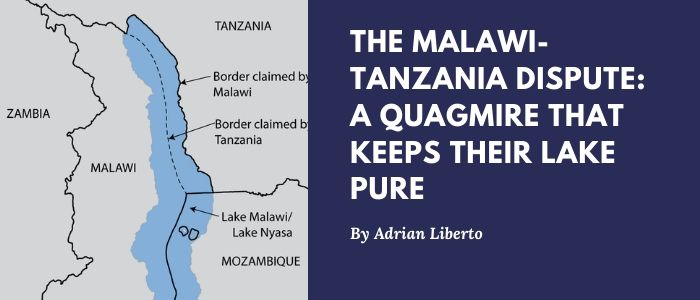 TANZANIA
Border claimed by
Malawi
ZAMBIA
Border claimed by
Tanzania
MALAWI
Lake Malawi/
Lake Nyasa
MOZAMBIQUE
THE MALAWI-
TANZANIA DISPUTE:
A QUAGMIRE THAT
KEEPS THEIR LAKE
PURE
By Adrian Liberto